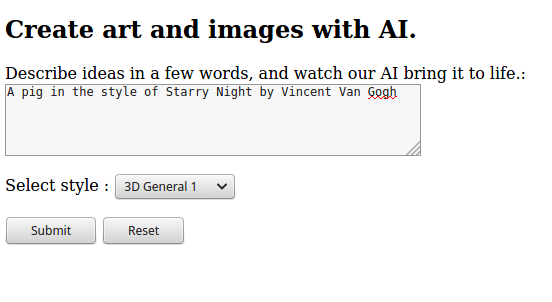 Create art and images with AI.
Describe ideas in a few words, and watch our AI bring it to life.:
A pig in the style of Starry Night by Vincent Van Gogh
Select style : 3D General 1
Submit Reset